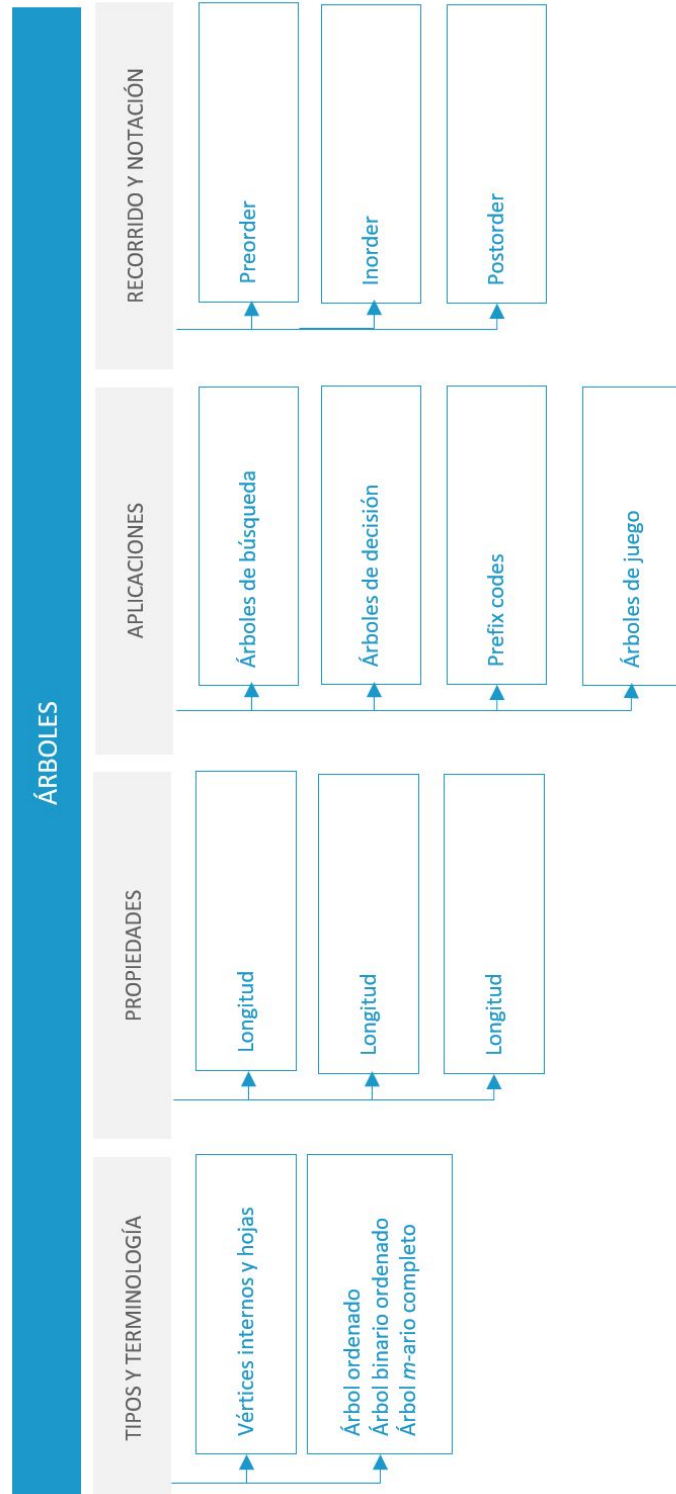 ÁRBOLES
TIPOS Y TERMINOLOGÍA
Vértices internos y hojas
Árbol ordenado
Árbol binario ordenado
Árbol m-ario completo
PROPIEDADES
Longitud
Longitud
Longitud
APLICACIONES
Árboles de búsqueda
Árboles de decisión
Prefix codes
Árboles de juego
RECORRIDO Y NOTACIÓN
Preorder
Inorder
Postorder